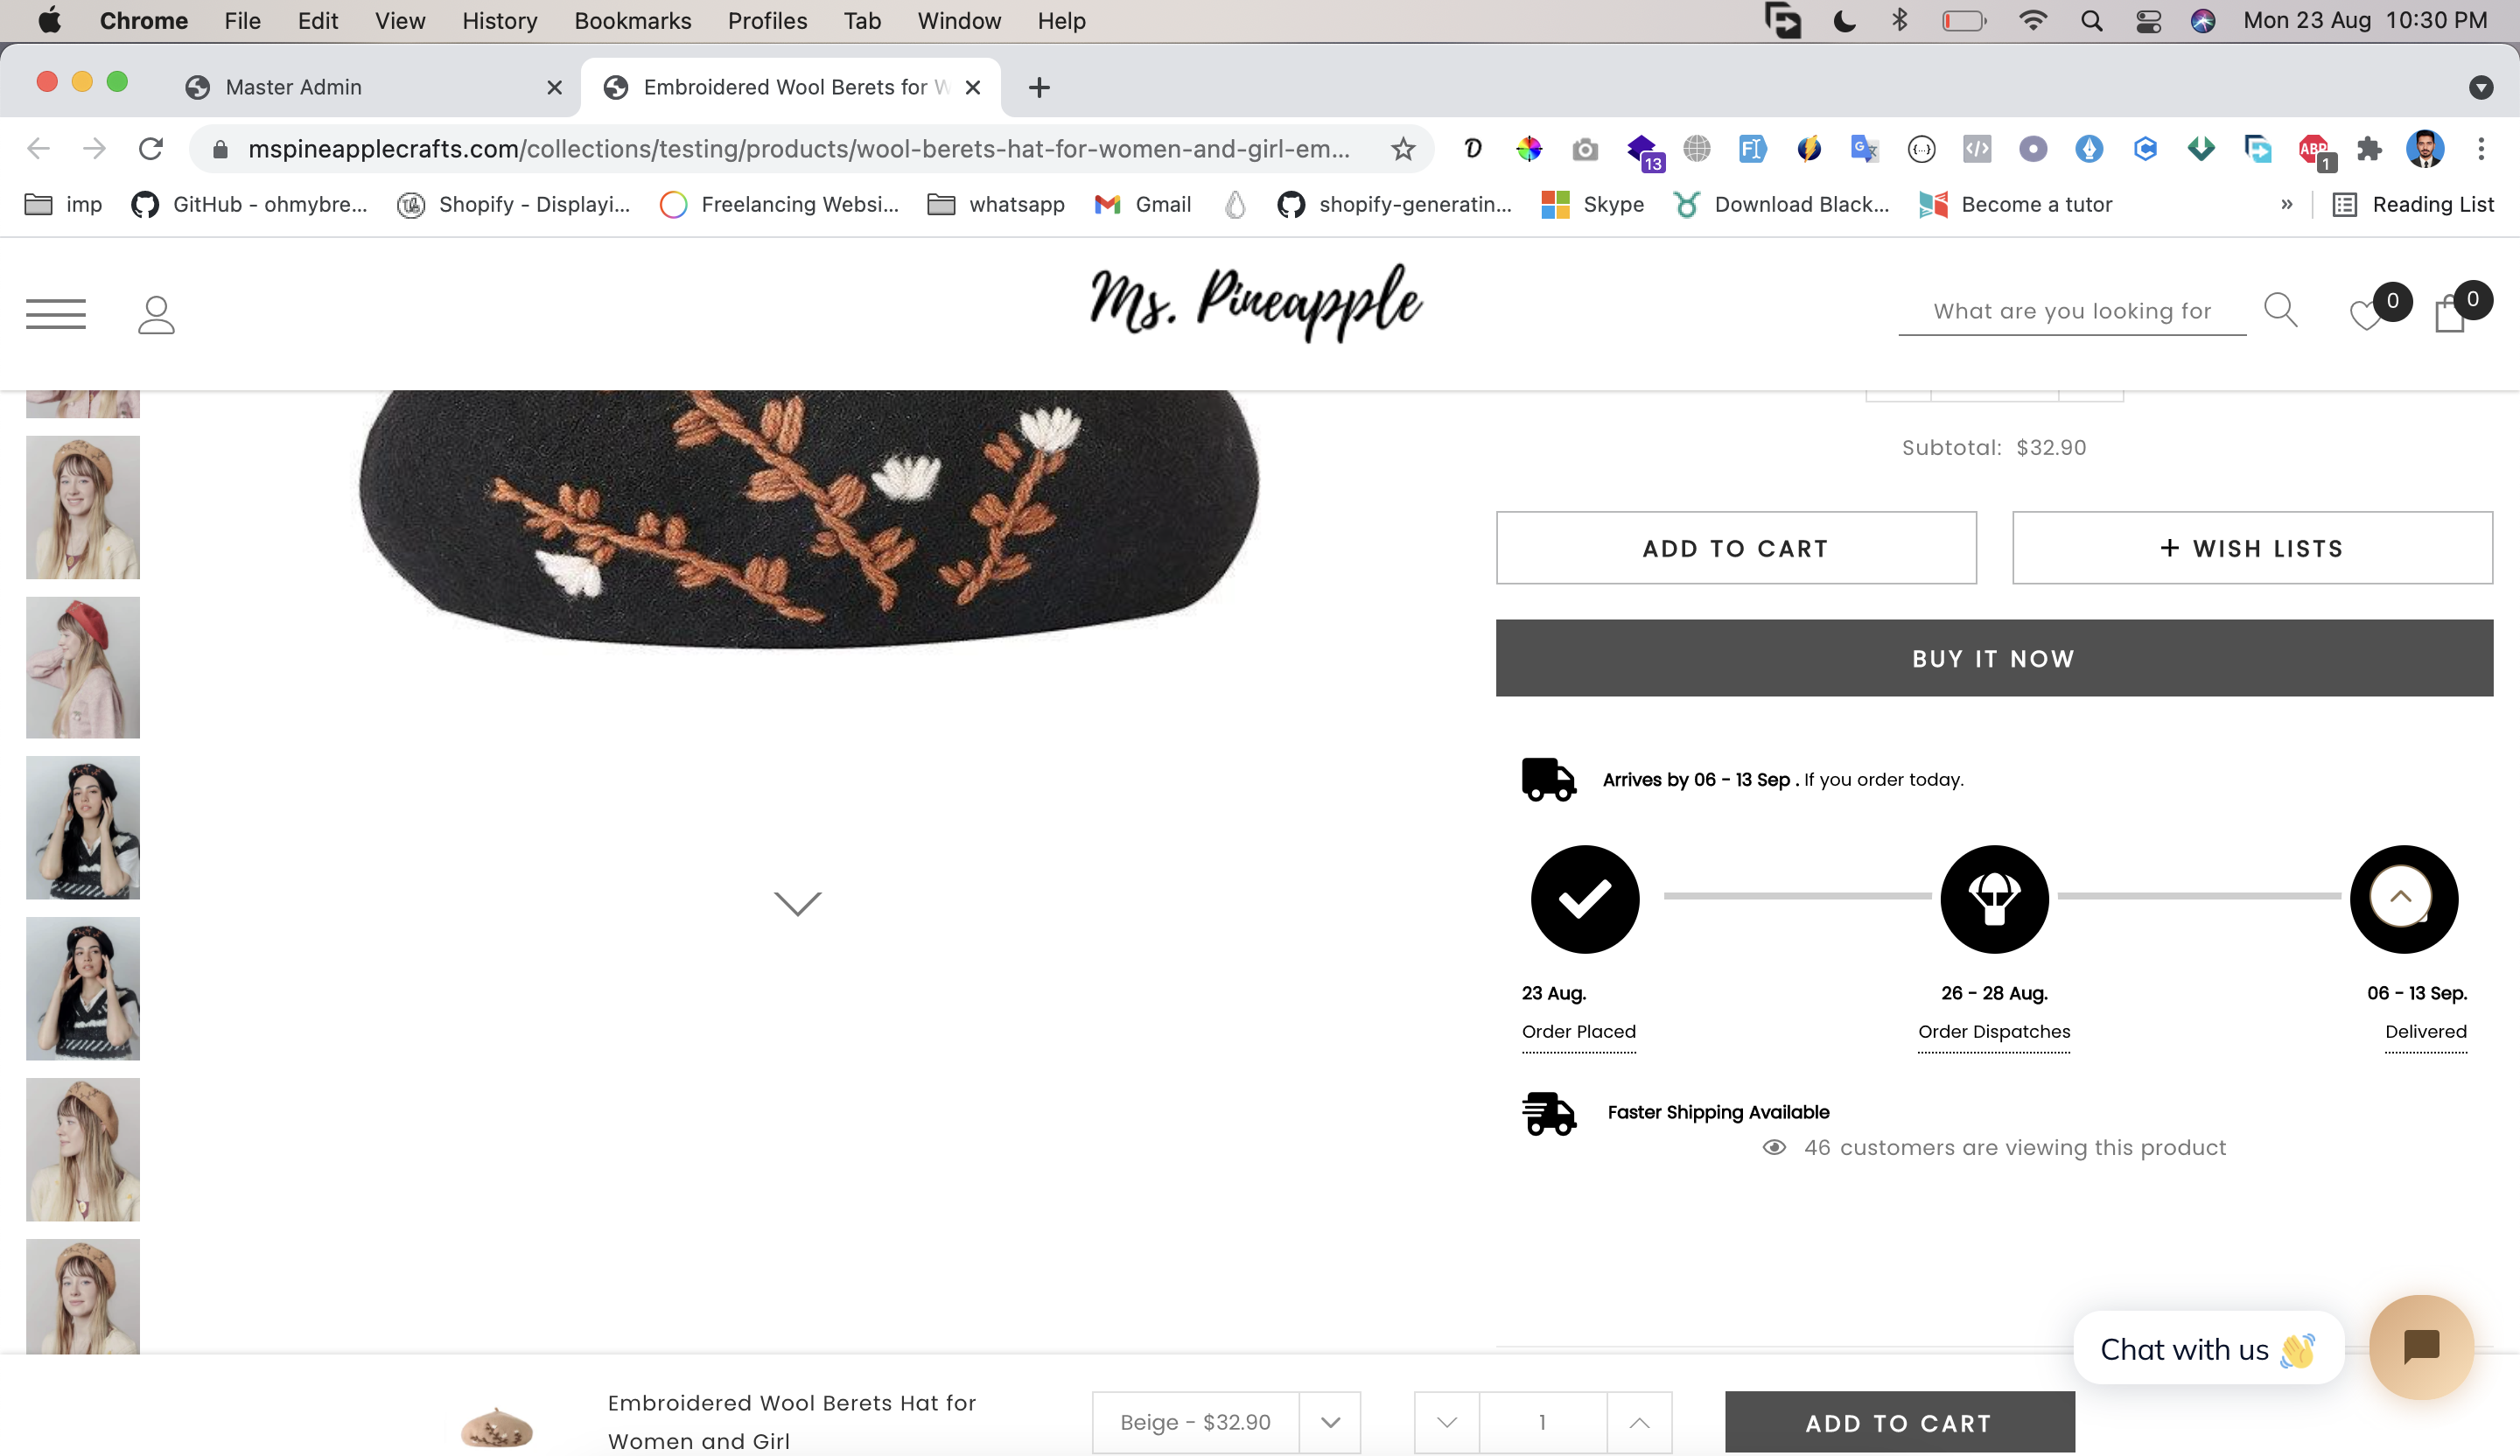 Chrome File Edit View History Bookmarks Profiles Tab Window Help Mon 23 Aug 10:30 PM
Master Admin
Embroidered Wool Berets for W
mspineapplecrafts.com/collections/testing/products/wool-berets-hat-for-women-and-girl-em...
13
ABP
1
imp GitHub - ohmybre... Shopify - Displayi... Freelancing Websi... whatsapp Gmail shopify-generatin... Skype Download Black... Become a tutor » Reading List
Ms. Pineapple
What are you looking for
0
0
Subtotal: $32.90
ADD TO CART
+ WISH LISTS
BUY IT NOW
Arrives by 06 - 13 Sep . If you order today.
23 Aug.
Order Placed
26 - 28 Aug.
Order Dispatches
06 - 13 Sep.
Delivered
Faster Shipping Available
46 customers are viewing this product
Chat with us 👋
Embroidered Wool Berets Hat for
Women and Girl
Beige - $32.90
1
ADD TO CART